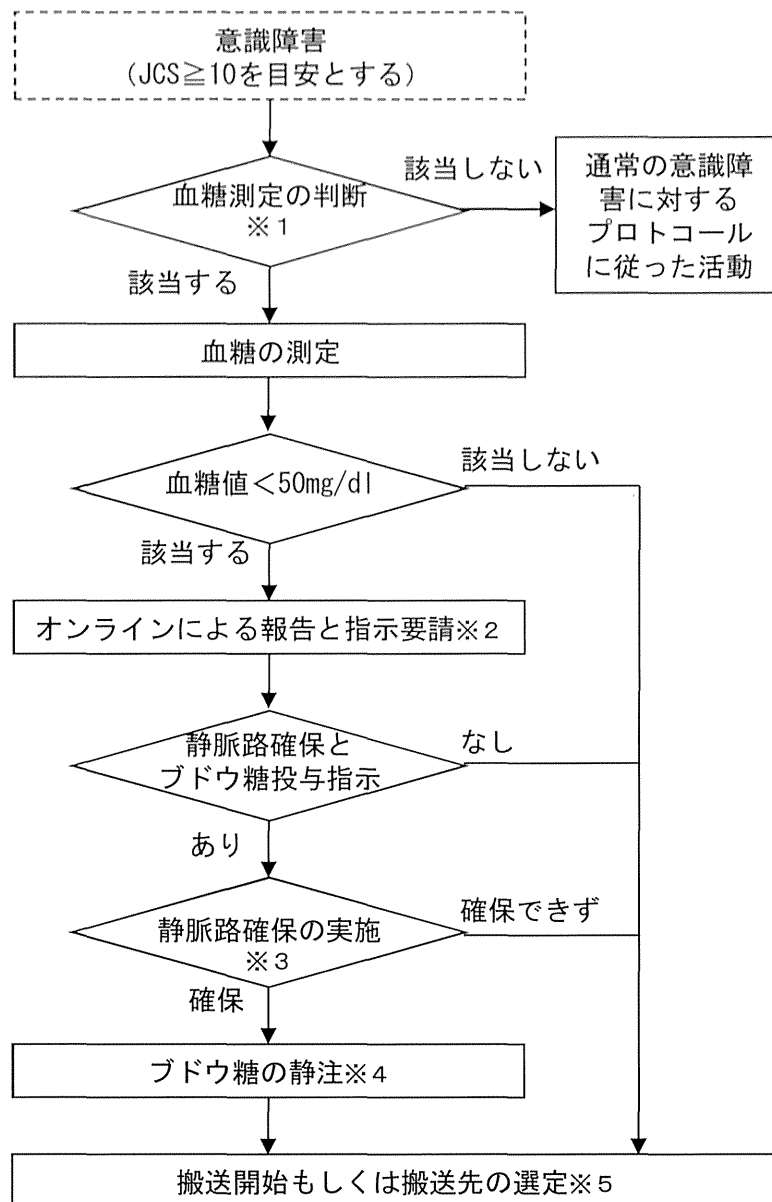 意識障害
(JCS≧10を目安とする)
血糖測定の判断
※1
該当しない
通常の意識障
害に対する
プロトコール
に従った活動
該当する
血糖の測定
血糖値<50mg/dl
該当しない
該当する
オンラインによる報告と指示要請※2
静脈路確保と
ブドウ糖投与指示
なし
あり
静脈路確保の実施
※3
確保できず
確保
ブドウ糖の静注※4
搬送開始もしくは搬送先の選定※5